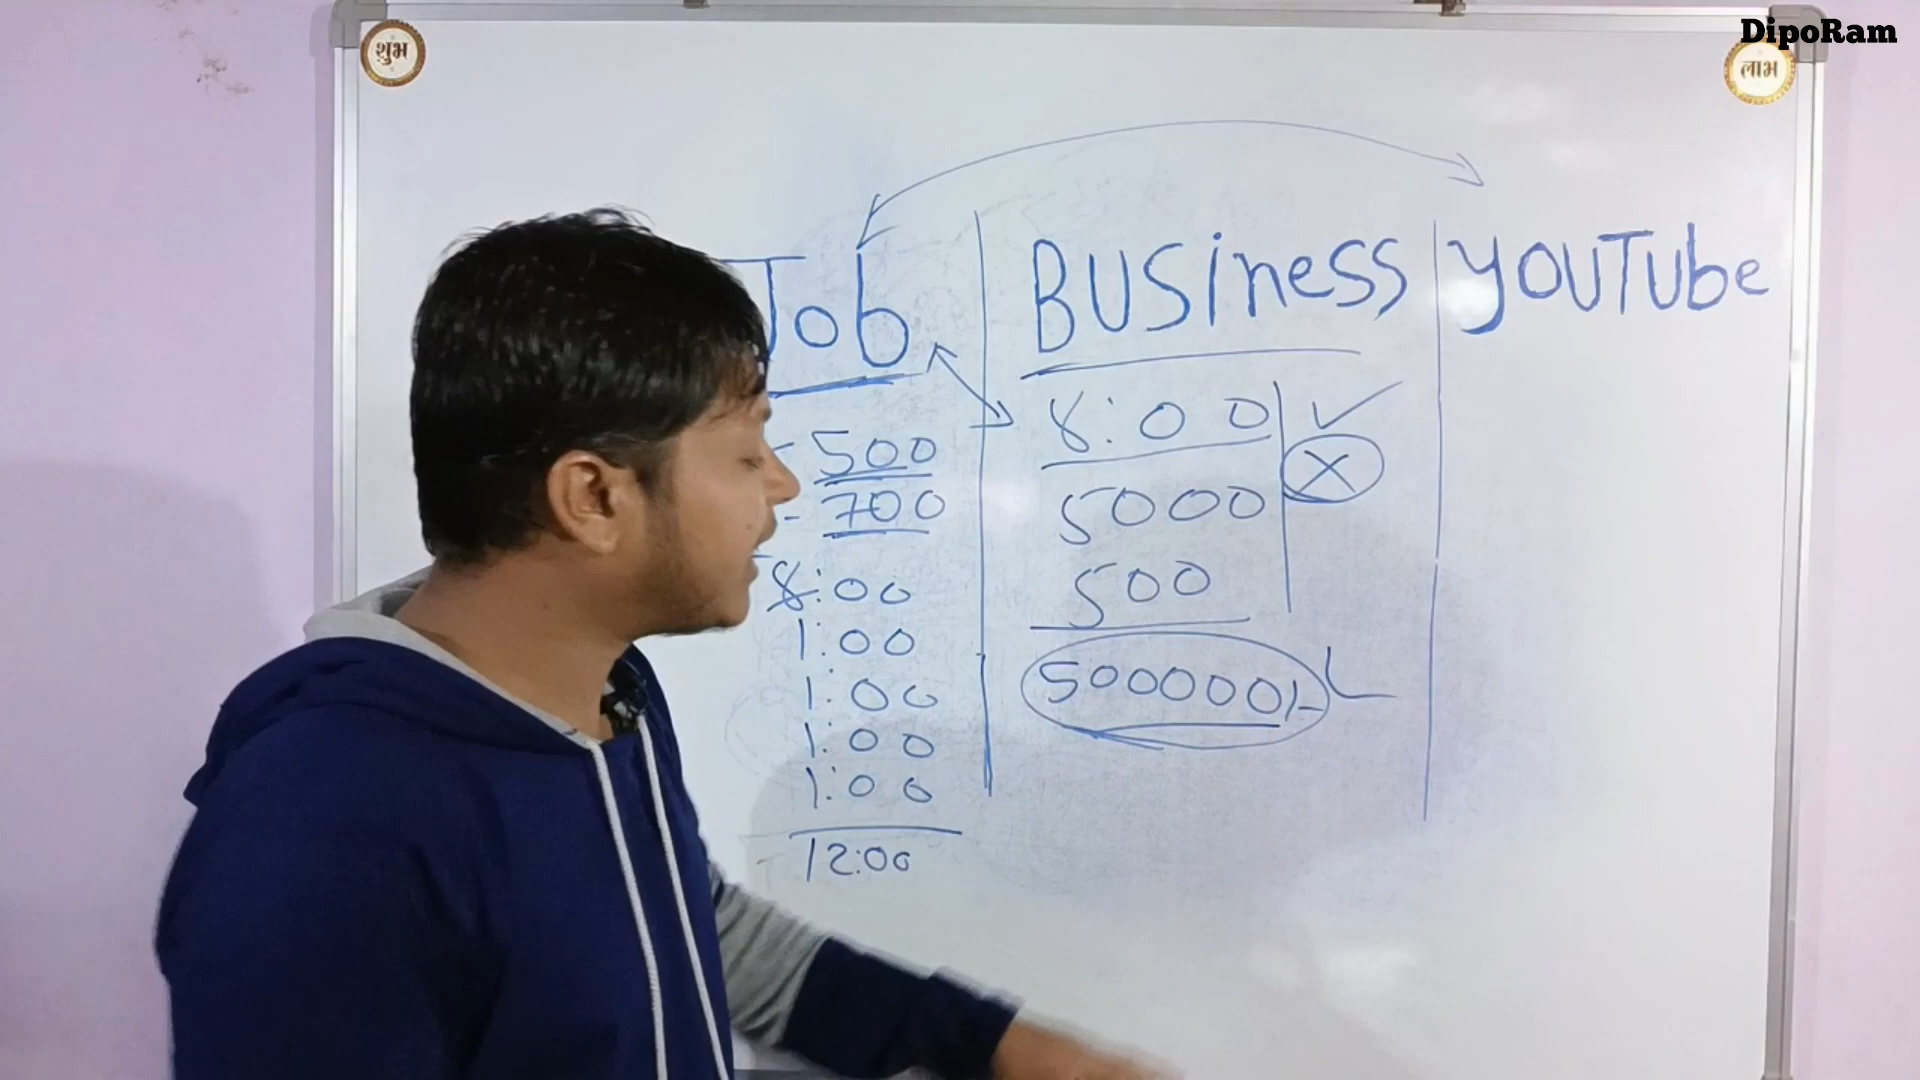 DipoRam
शुभ
लाभ
Job
BUSiness
YOUTUbe
- 500
- 700
8:00
1:00
1:00
1:00
1:00
12:00
8:00
5000
500
500000/-